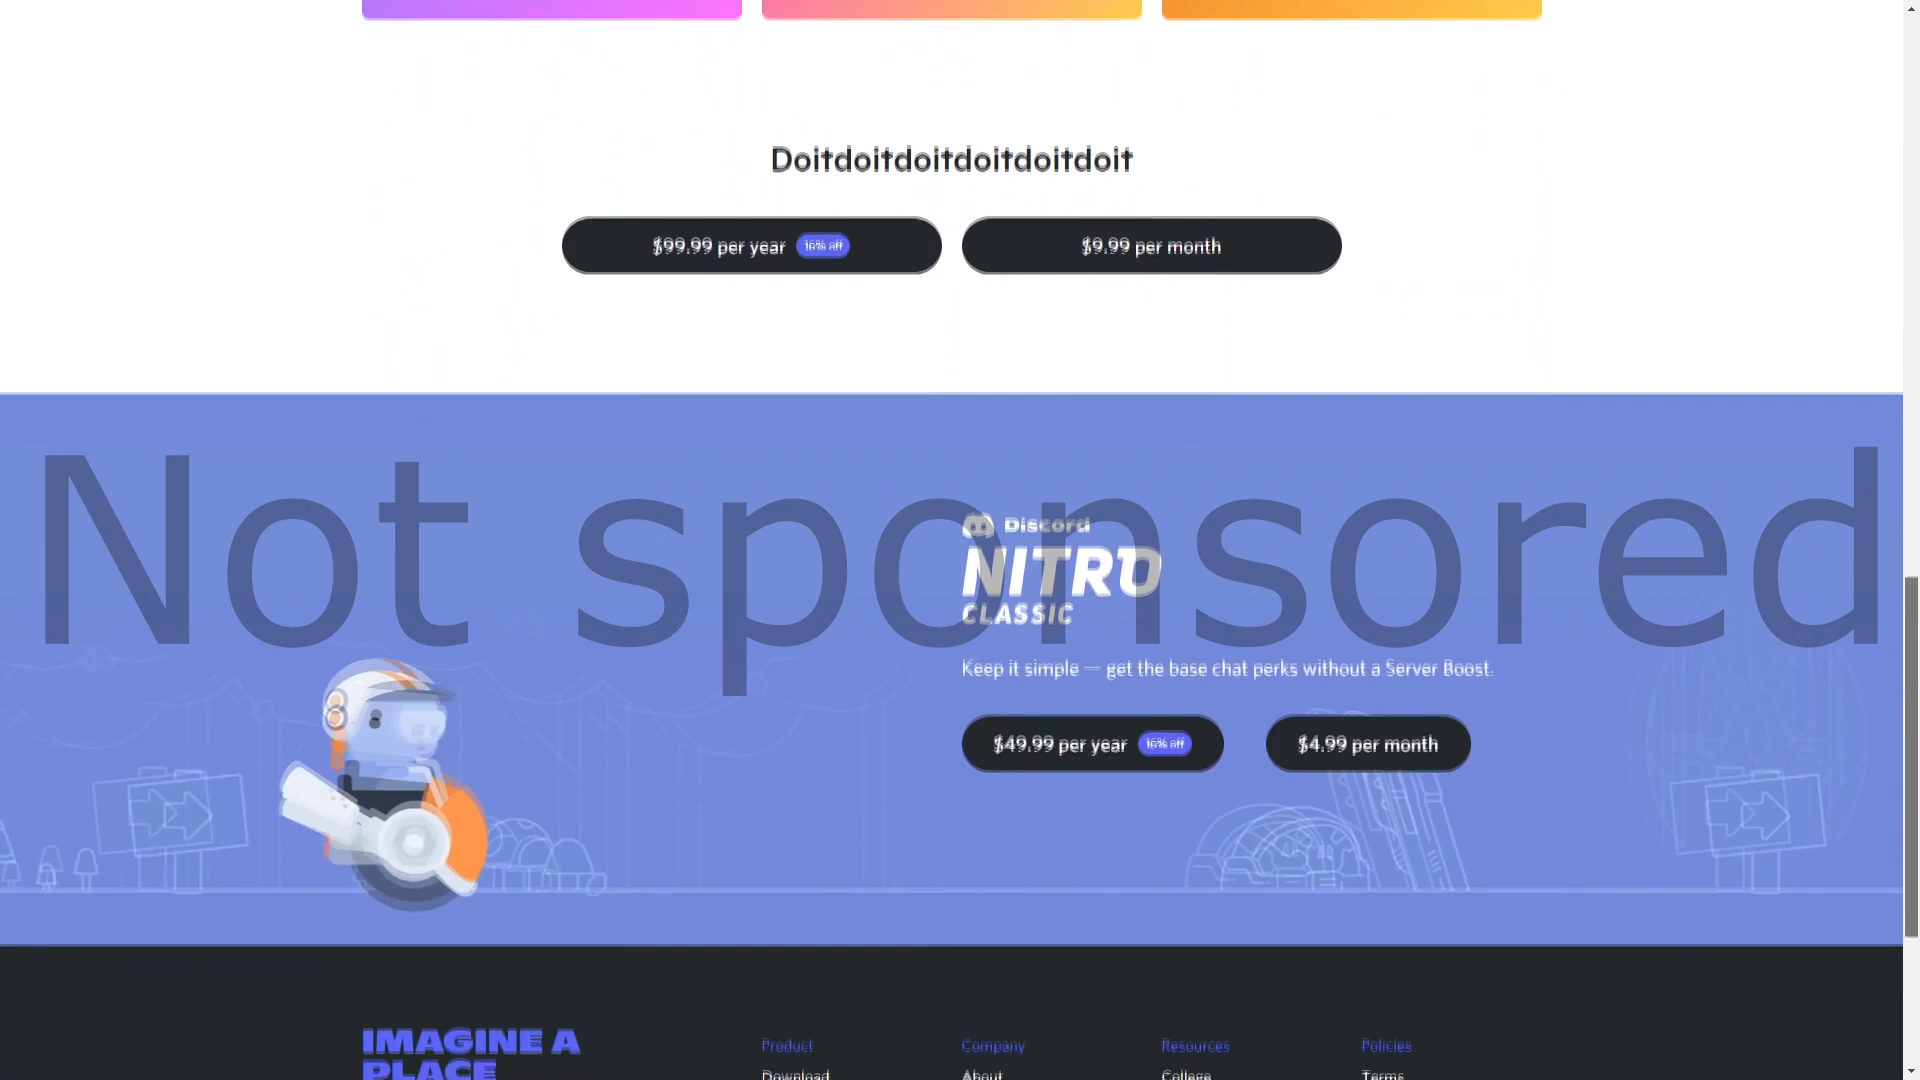 Doitdoitdoitdoitdoitdoit
$99.99 per year 16% off
$9.99 per month
Not sponsored
Discord
NITRO
CLASSIC
Keep it simple — get the base chat perks without a Server Boost.
$49.99 per year 16% off
$4.99 per month
IMAGINE A
PLACE
Product
Company
Resources
Policies
Download
About
College
Terms